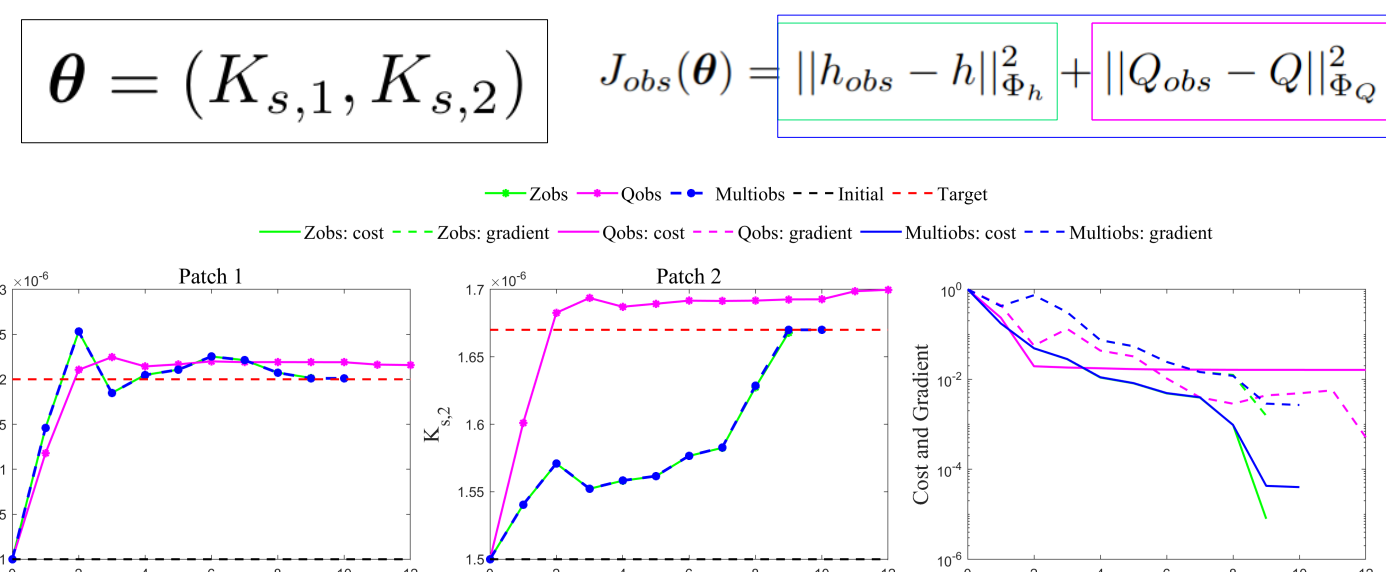 θ = (K_{s,1}, K_{s,2})
J_{obs}(θ) = ||h_{obs} − h||²_{Φ_h} + ||Q_{obs} − Q||²_{Φ_Q}
Zobs Qobs Multiobs Initial Target
Zobs: cost Zobs: gradient Qobs: cost Qobs: gradient Multiobs: cost Multiobs: gradient
×10⁻⁶ Patch 1
×10⁻⁶ Patch 2
1.7
1.65
1.6
1.55
1.5
K_{s,2}
10⁰
10⁻²
10⁻⁴
10⁻⁶
Cost and Gradient